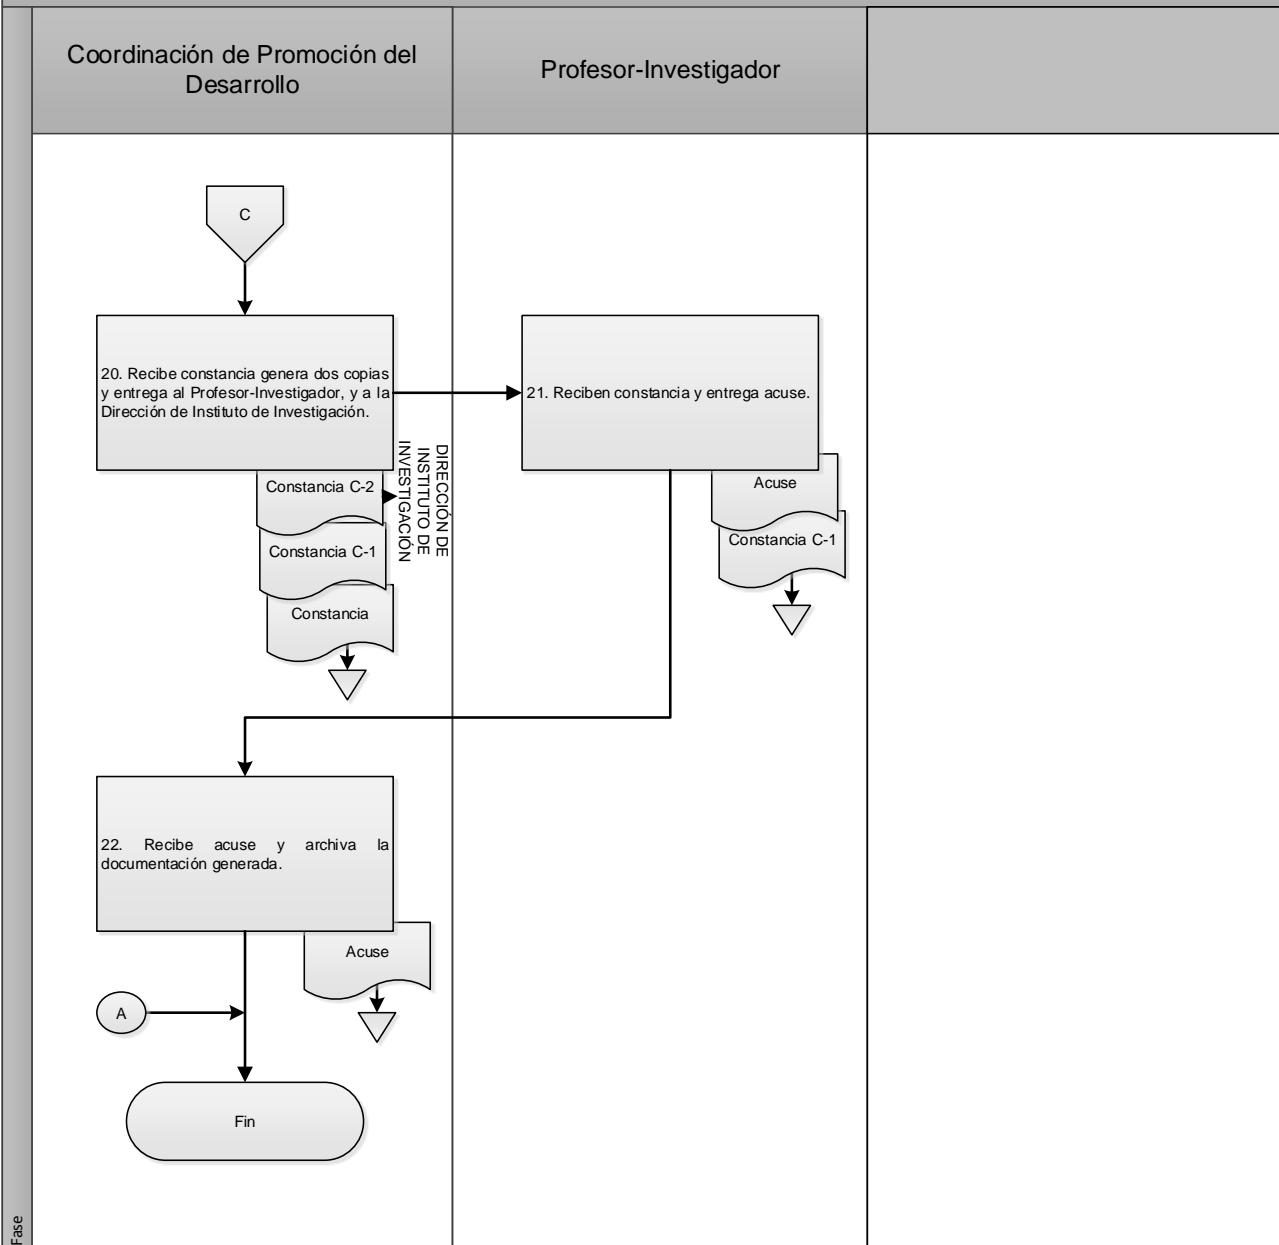 Coordinación de Promoción del
Desarrollo
Profesor-Investigador
C
20. Recibe constancia genera dos copias
y entrega al Profesor-Investigador, y a la
Dirección de Instituto de Investigación.
21. Reciben constancia y entrega acuse.
DIRECCIÓN DE
INSTITUTO DE
INVESTIGACIÓN
Constancia C-2
Constancia C-1
Constancia
Acuse
Constancia C-1
22. Recibe acuse y archiva la
documentación generada.
Acuse
A
Fin
Fase